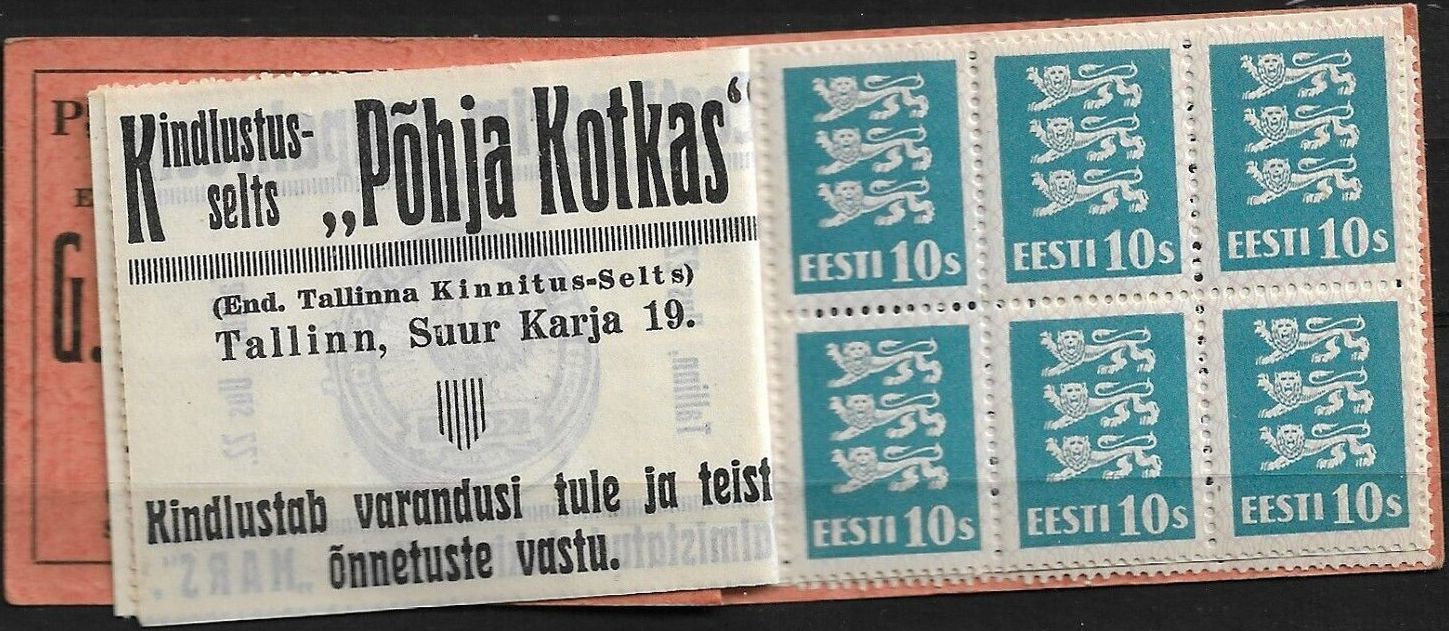 Kindlustus-
selts „Põhja Kotkas“
(End. Tallinna Kinnitus-Selts)
Tallinn, Suur Karja 19.
Kindlustab varandusi tule ja teist
õnnetuste vastu.
EESTI 10s
EESTI 10s
EESTI 10s
EESTI 10s
EESTI 10s
EESTI 10s
G.
"MARS".